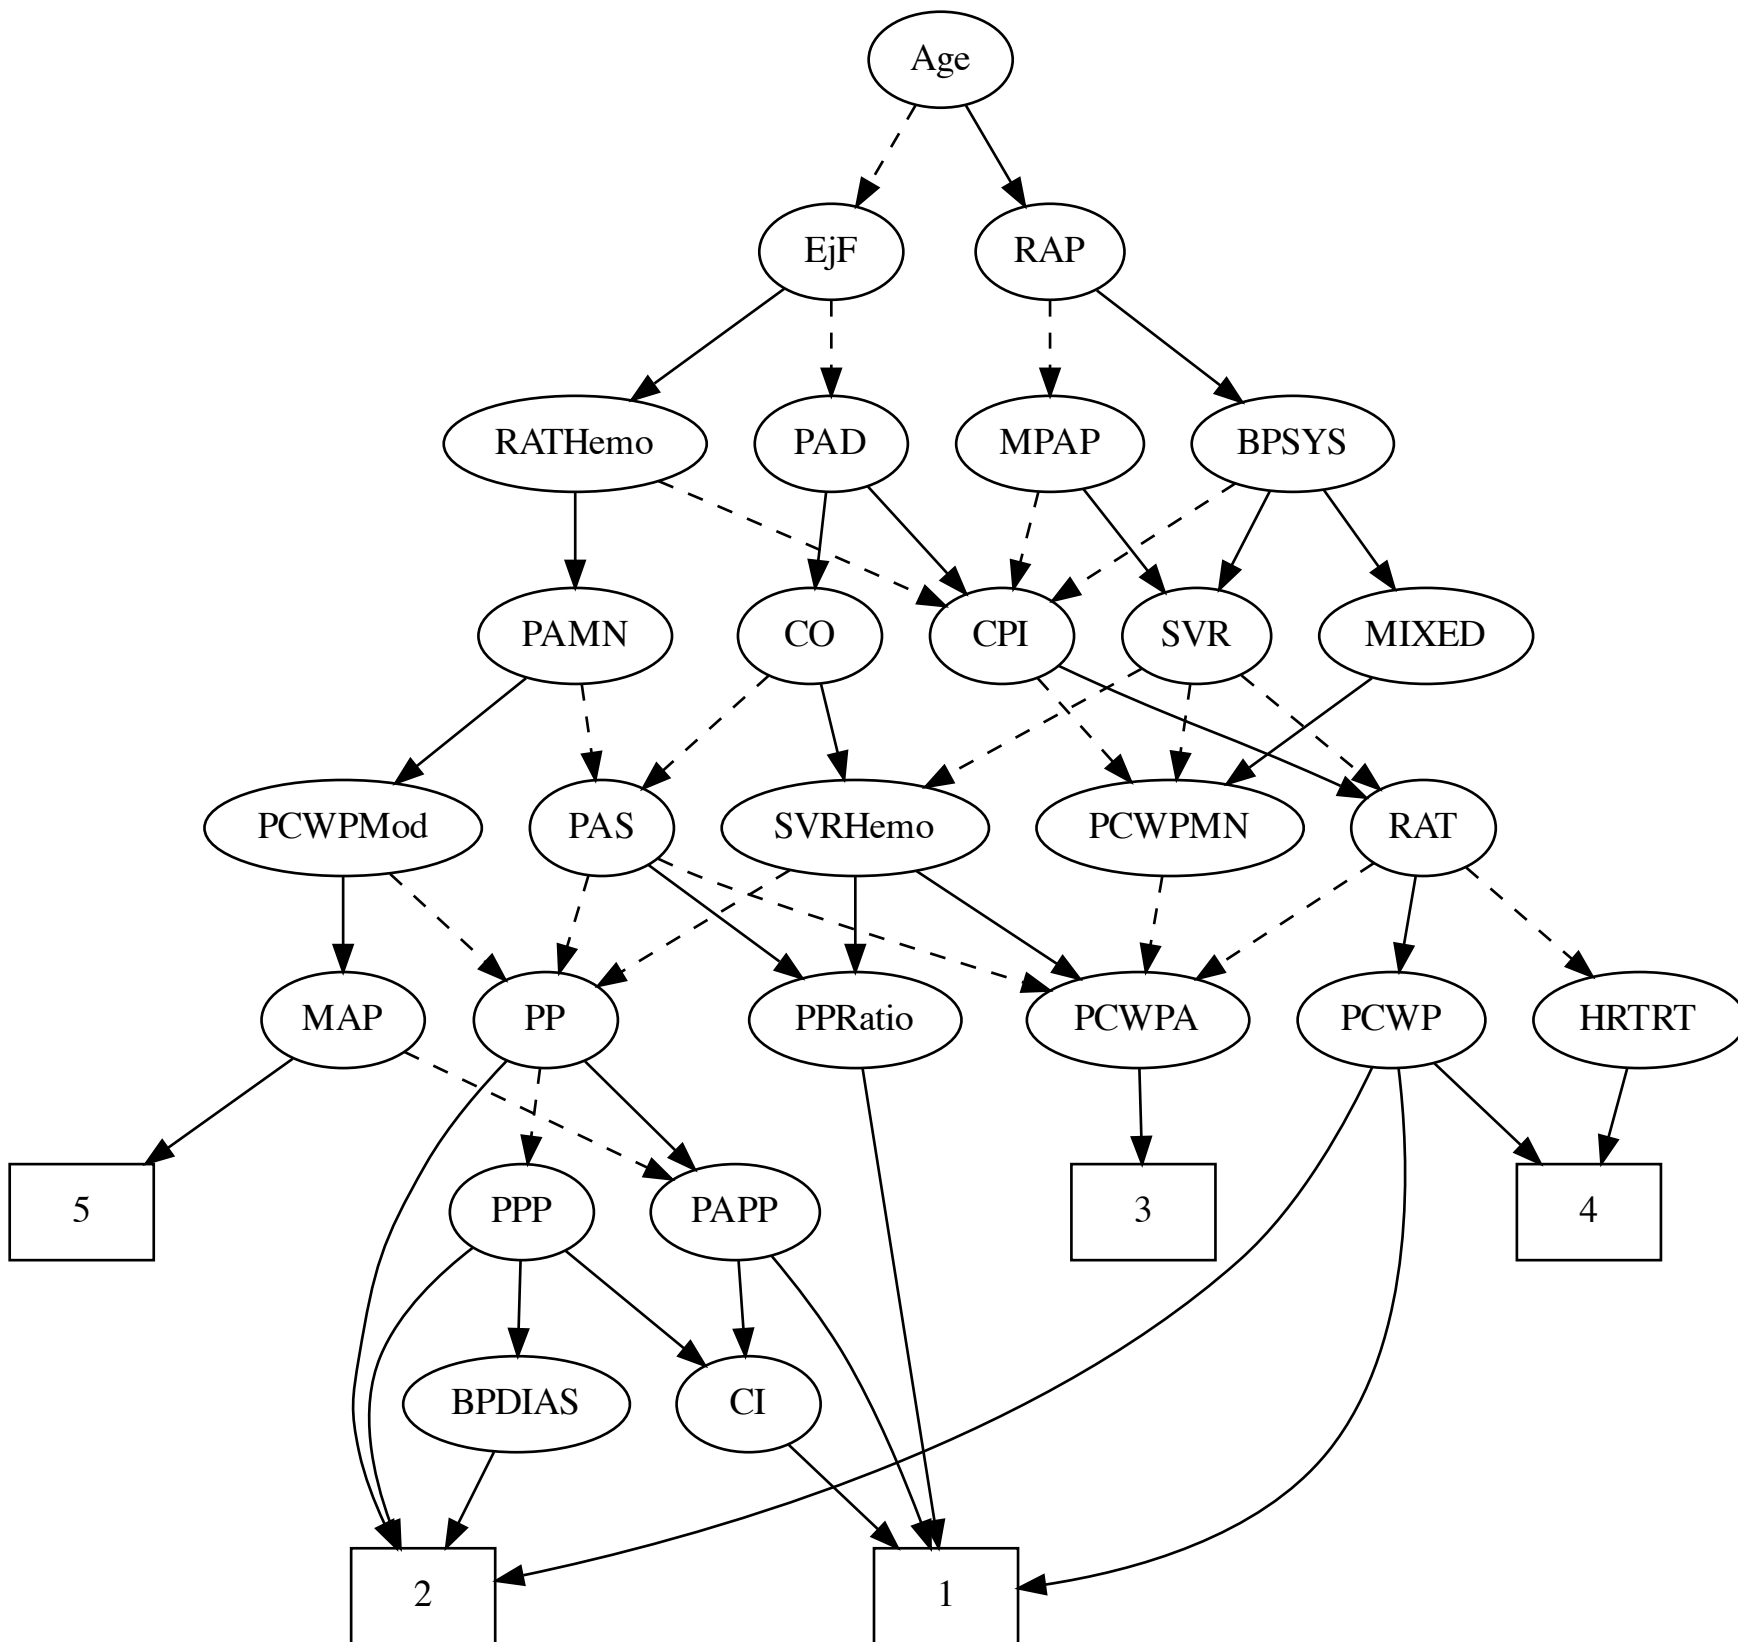 Age
EjF
RAP
RATHemo
PAD
MPAP
BPSYS
PAMN
CO
CPI
SVR
MIXED
PCWPMod
PAS
SVRHemo
PCWPMN
RAT
MAP
PP
PPRatio
PCWPA
PCWP
HRTRT
5
PPP
PAPP
3
4
BPDIAS
CI
2
1